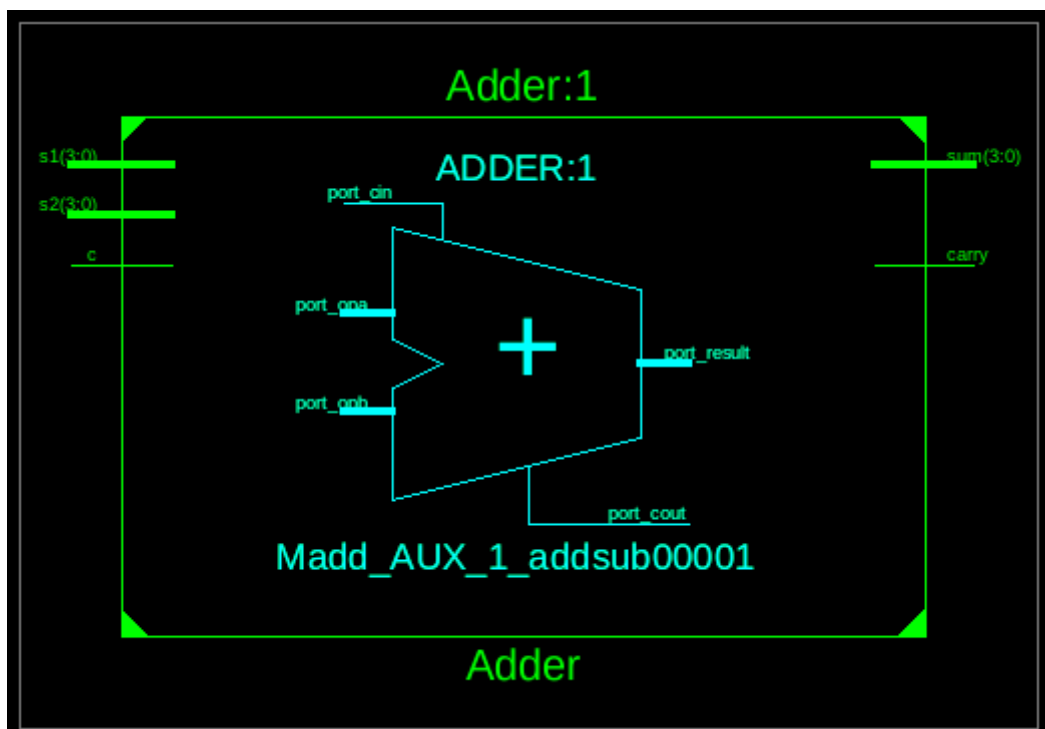 Adder:1
s1(3:0)
s2(3:0)
c
sum(3:0)
carry
ADDER:1
port_cin
port_opa
port_opb
port_result
port_cout
Madd_AUX_1_addsub00001
Adder